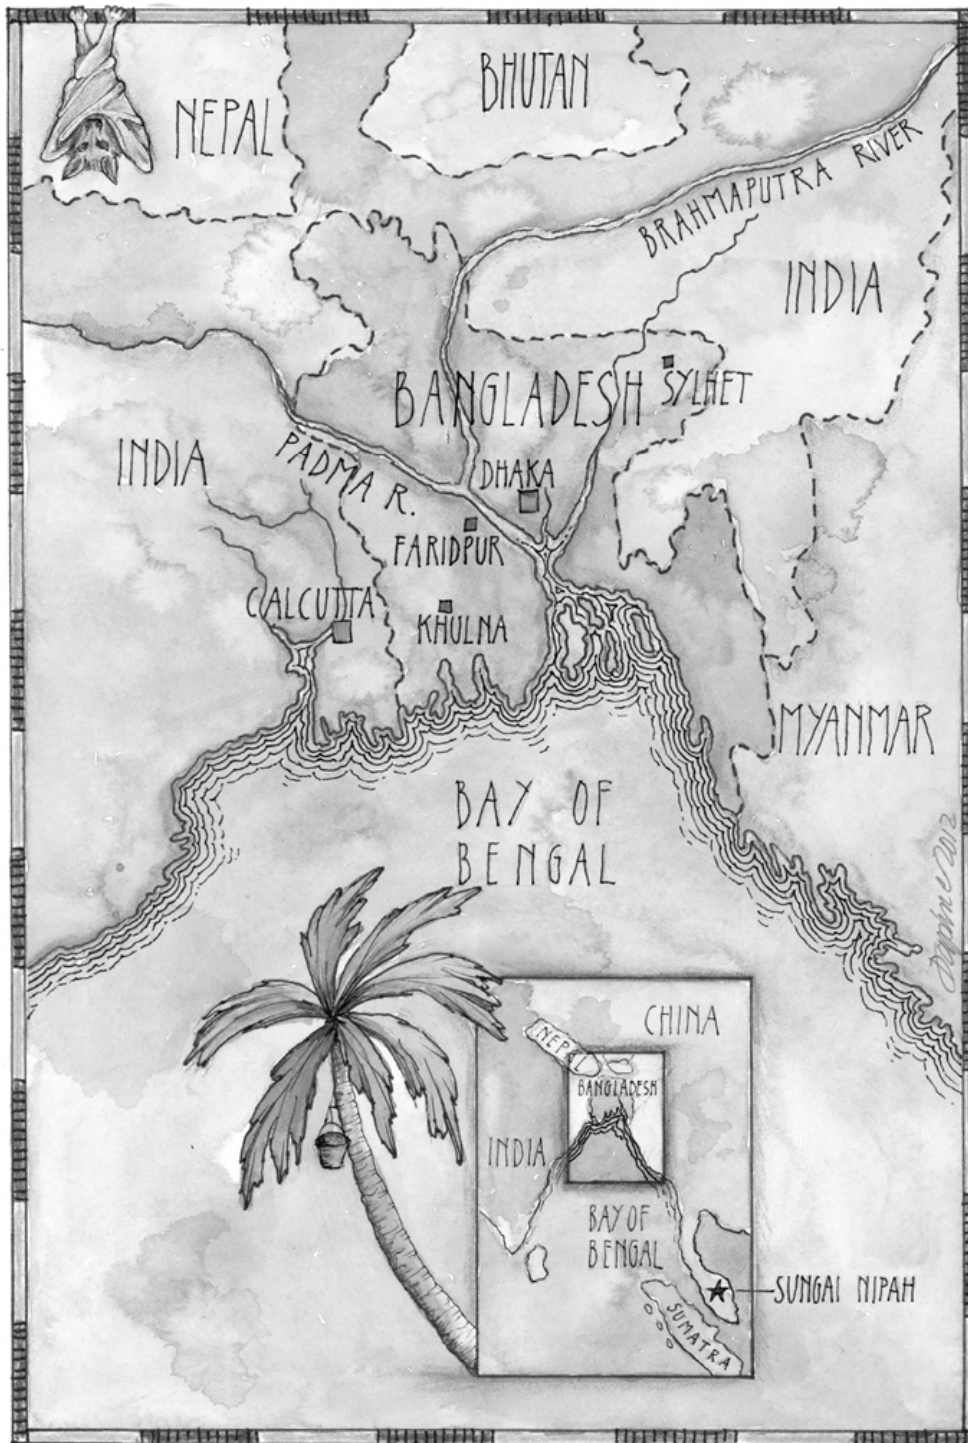 NEPAL
BHUTAN
BRAHMAPUTRA RIVER
INDIA
BANGLADESH
SYLHET
INDIA
PADMA R.
DHAKA
FARIDPUR
CALCUTTA
KHULNA
MYANMAR
BAY OF
BENGAL
Daphne 2012
CHINA
NEPAL
BANGLADESH
INDIA
BAY OF
BENGAL
SUNGAI NIPAH
SUMATRA